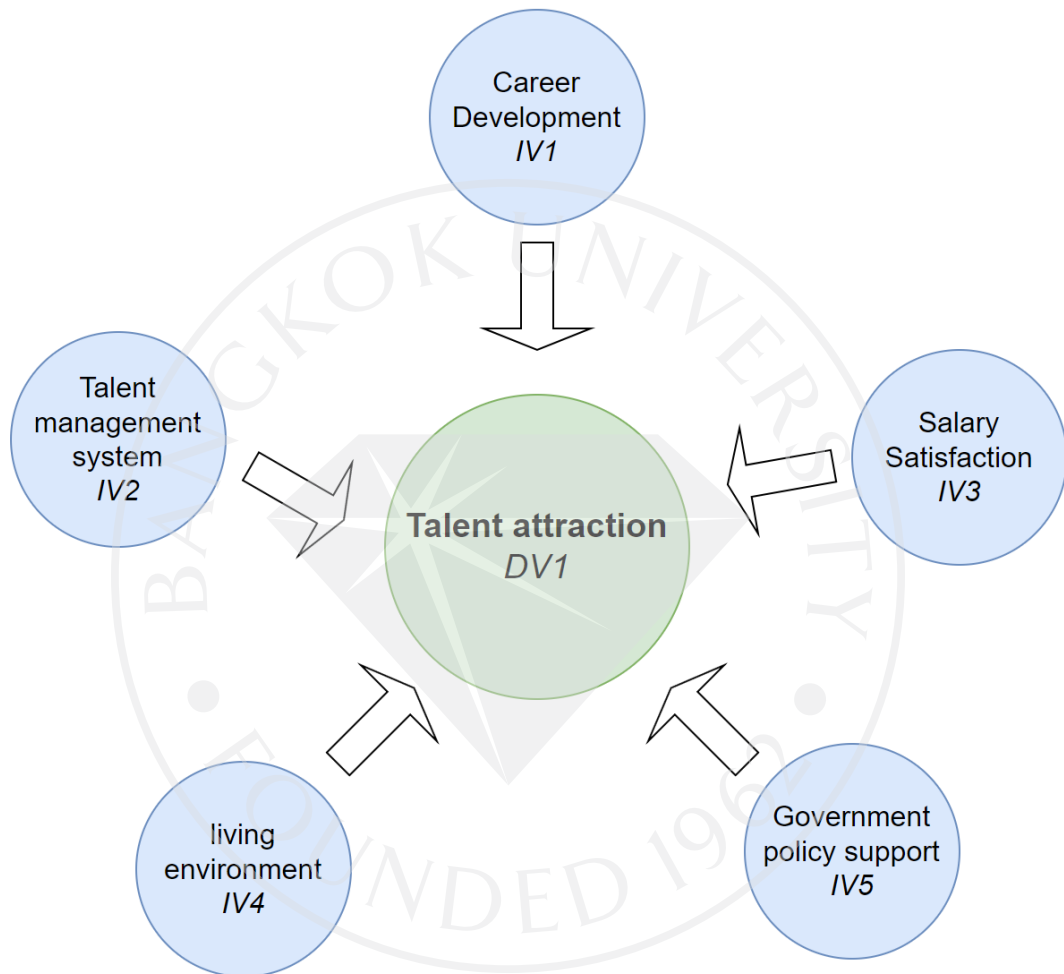 Career
Development
IV1
BANGKOK UNIVERSITY
Talent
management
system
IV2
Salary
Satisfaction
IV3
Talent attraction
DV1
living
environment
IV4
Government
policy support
IV5
FOUNDED 1962